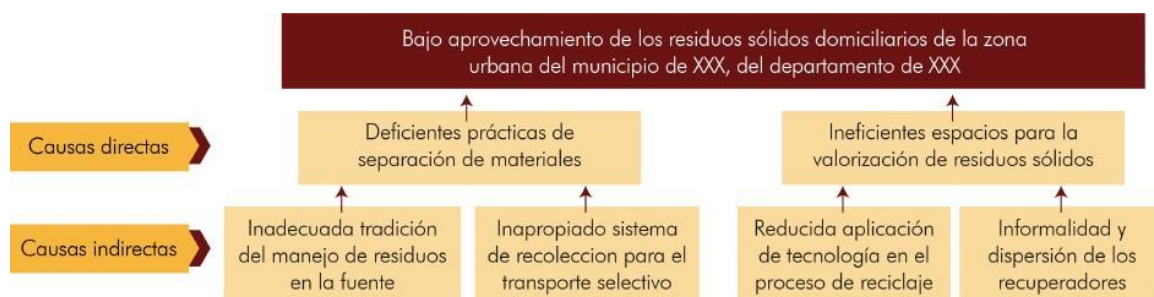 Bajo aprovechamiento de los residuos sólidos domiciliarios de la zona
urbana del municipio de XXX, del departamento de XXX
Causas directas
Deficientes prácticas de
separación de materiales
Ineficientes espacios para la
valorización de residuos sólidos
Causas indirectas
Inadecuada tradición
del manejo de residuos
en la fuente
Inapropiado sistema
de recoleccion para el
transporte selectivo
Reducida aplicación
de tecnología en el
proceso de reciclaje
Informalidad y
dispersión de los
recuperadores